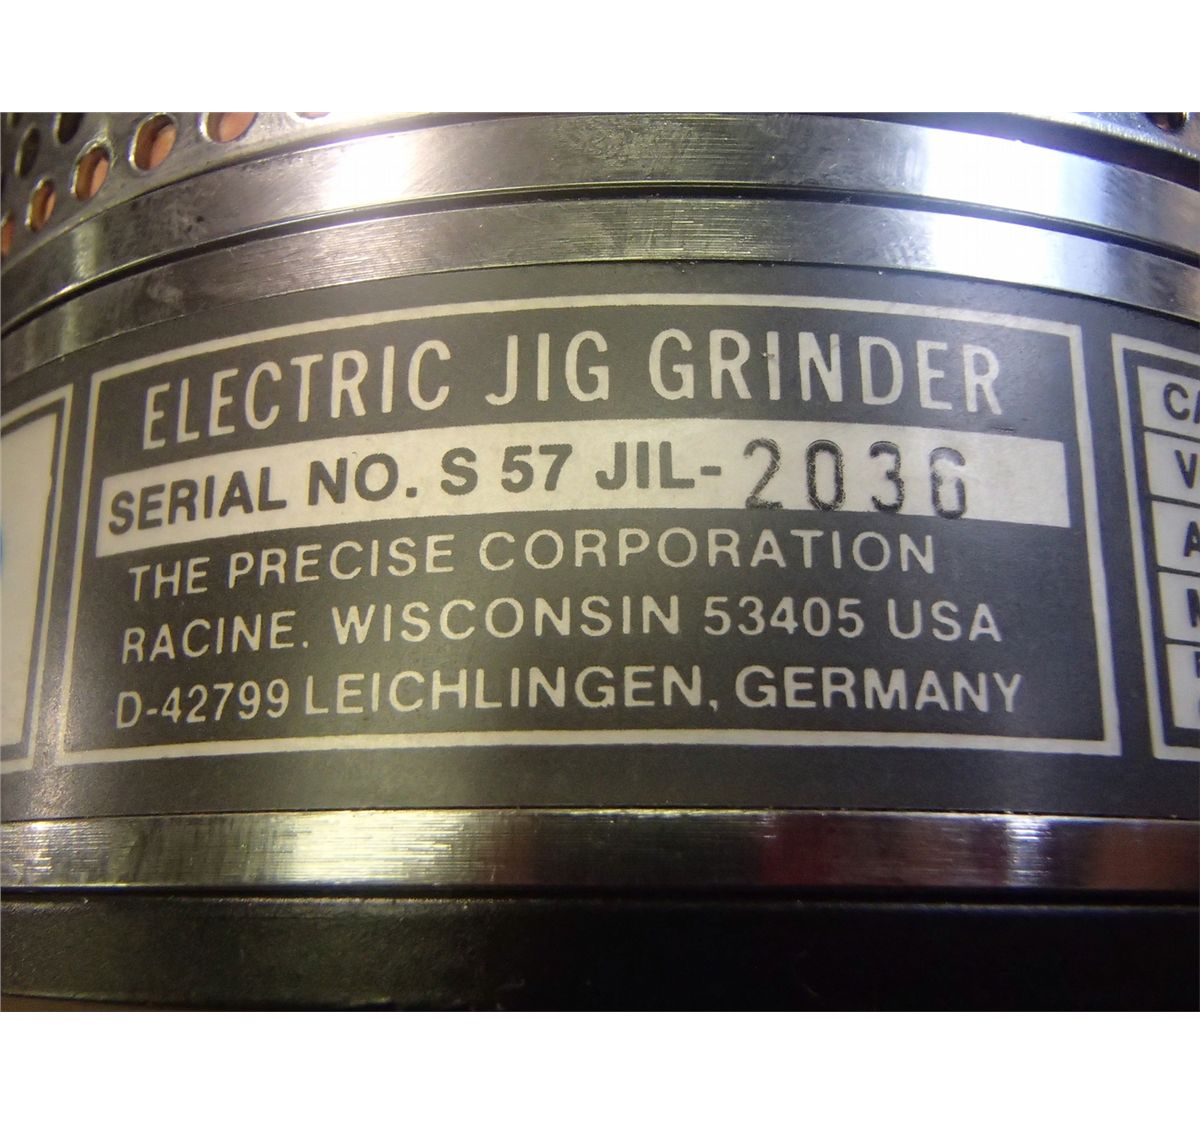 ELECTRIC JIG GRINDER
SERIAL NO. S 57 JIL-2036
THE PRECISE CORPORATION
RACINE. WISCONSIN 53405 USA
D-42799 LEICHLINGEN, GERMANY